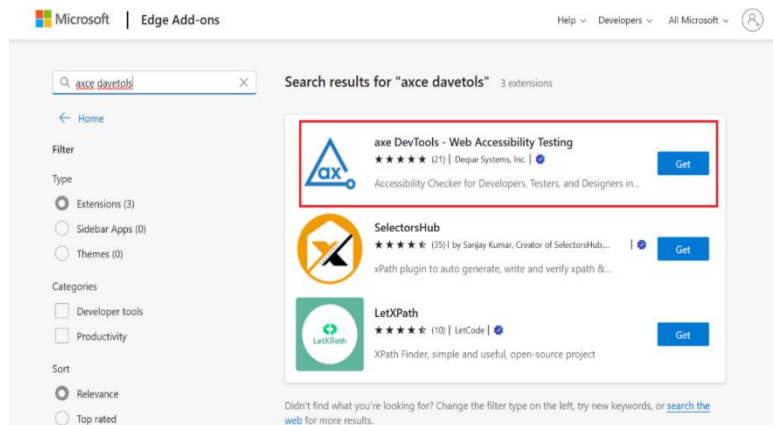 Microsoft | Edge Add-ons
Help Developers All Microsoft
axce davetols
Search results for "axce davetols" 3 extensions
Home
Filter
Type
Extensions (3)
Sidebar Apps (0)
Themes (0)
Categories
Developer tools
Productivity
Sort
Relevance
Top rated
ax
axe DevTools - Web Accessibility Testing
(21) | Deque Systems, Inc. |
Accessibility Checker for Developers, Testers, and Designers in...
Get
SelectorsHub
(35) | by Sanjay Kumar, Creator of SelectorsHub,... |
xPath plugin to auto generate, write and verify xpath &...
Get
LetXPath
LetXPath
(10) | LetCode |
XPath Finder, simple and useful, open-source project
Get
Didn't find what you're looking for? Change the filter type on the left, try new keywords, or search the
web for more results.